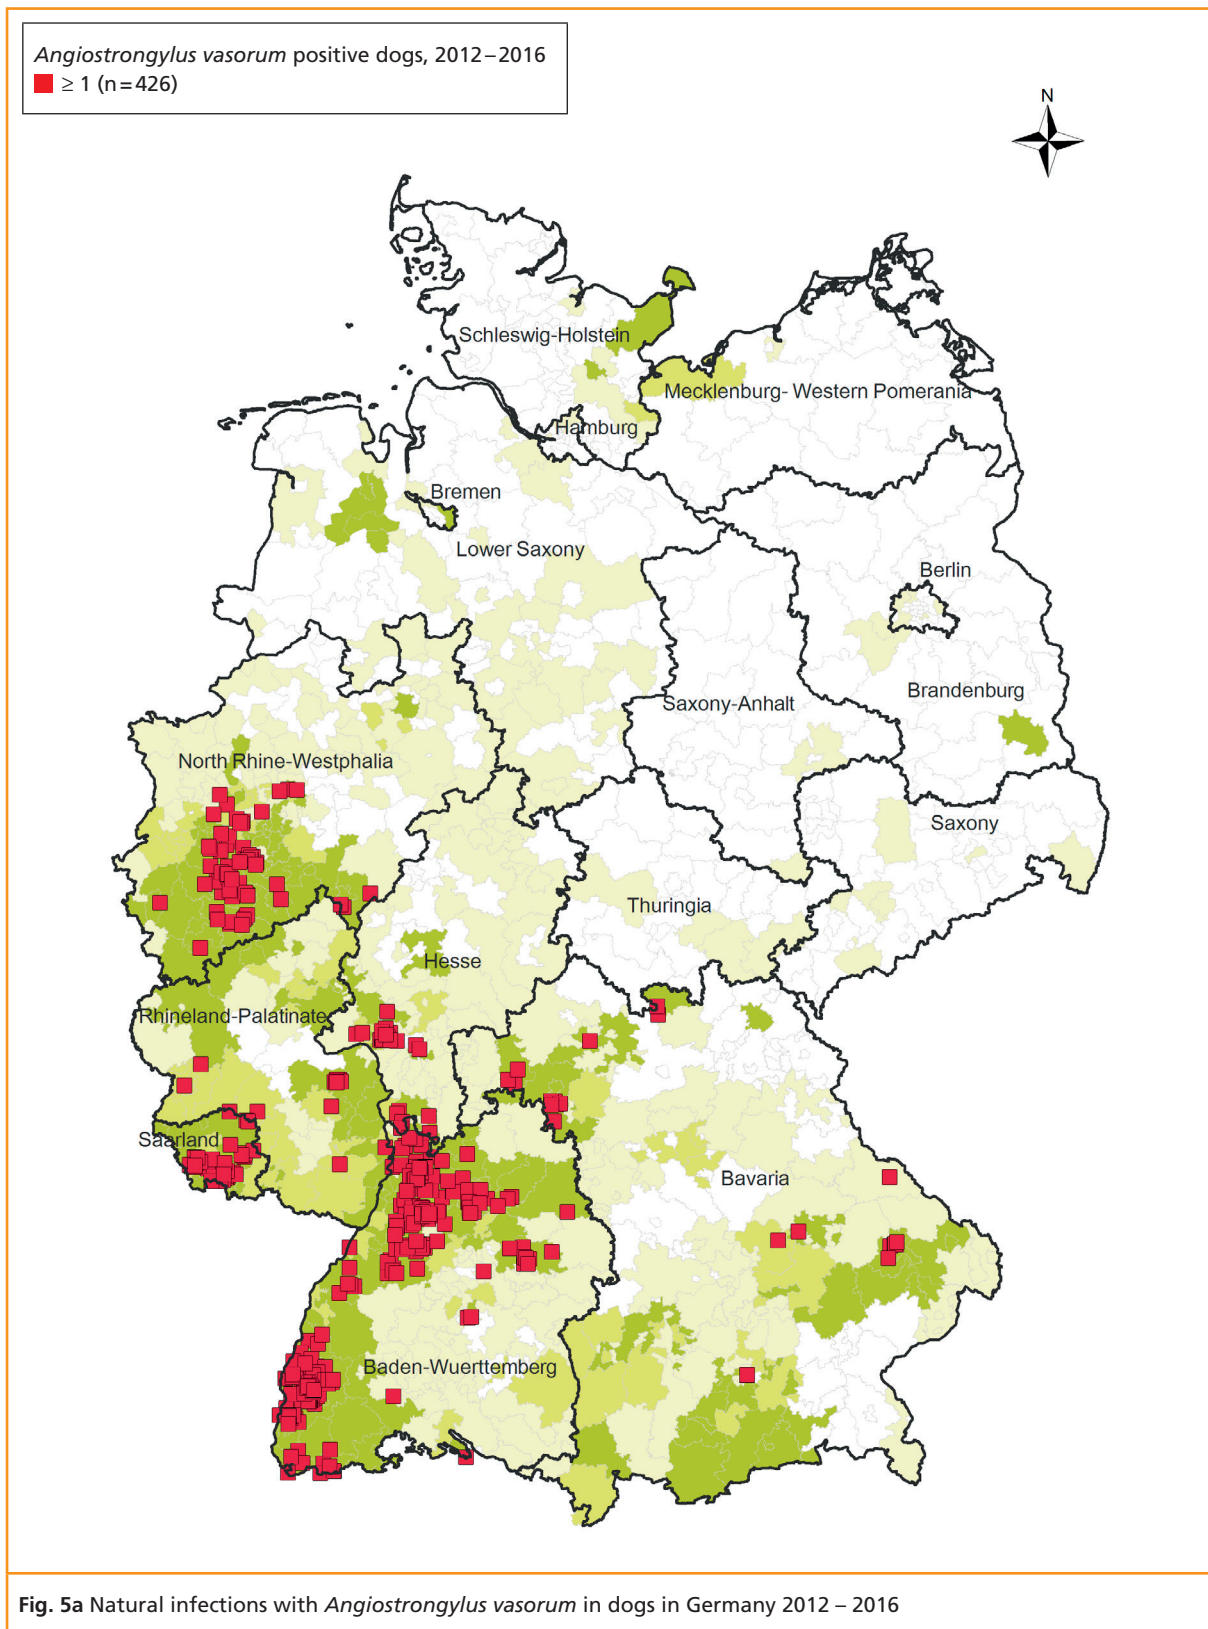 Angiostrongylus vasorum positive dogs, 2012–2016
≥ 1 (n=426)
N
Schleswig-Holstein
Mecklenburg- Western Pomerania
Hamburg
Bremen
Lower Saxony
Berlin
Brandenburg
Saxony-Anhalt
North Rhine-Westphalia
Saxony
Thuringia
Hesse
Rhineland-Palatinate
Saarland
Bavaria
Baden-Wuerttemberg
Fig. 5a Natural infections with Angiostrongylus vasorum in dogs in Germany 2012 – 2016